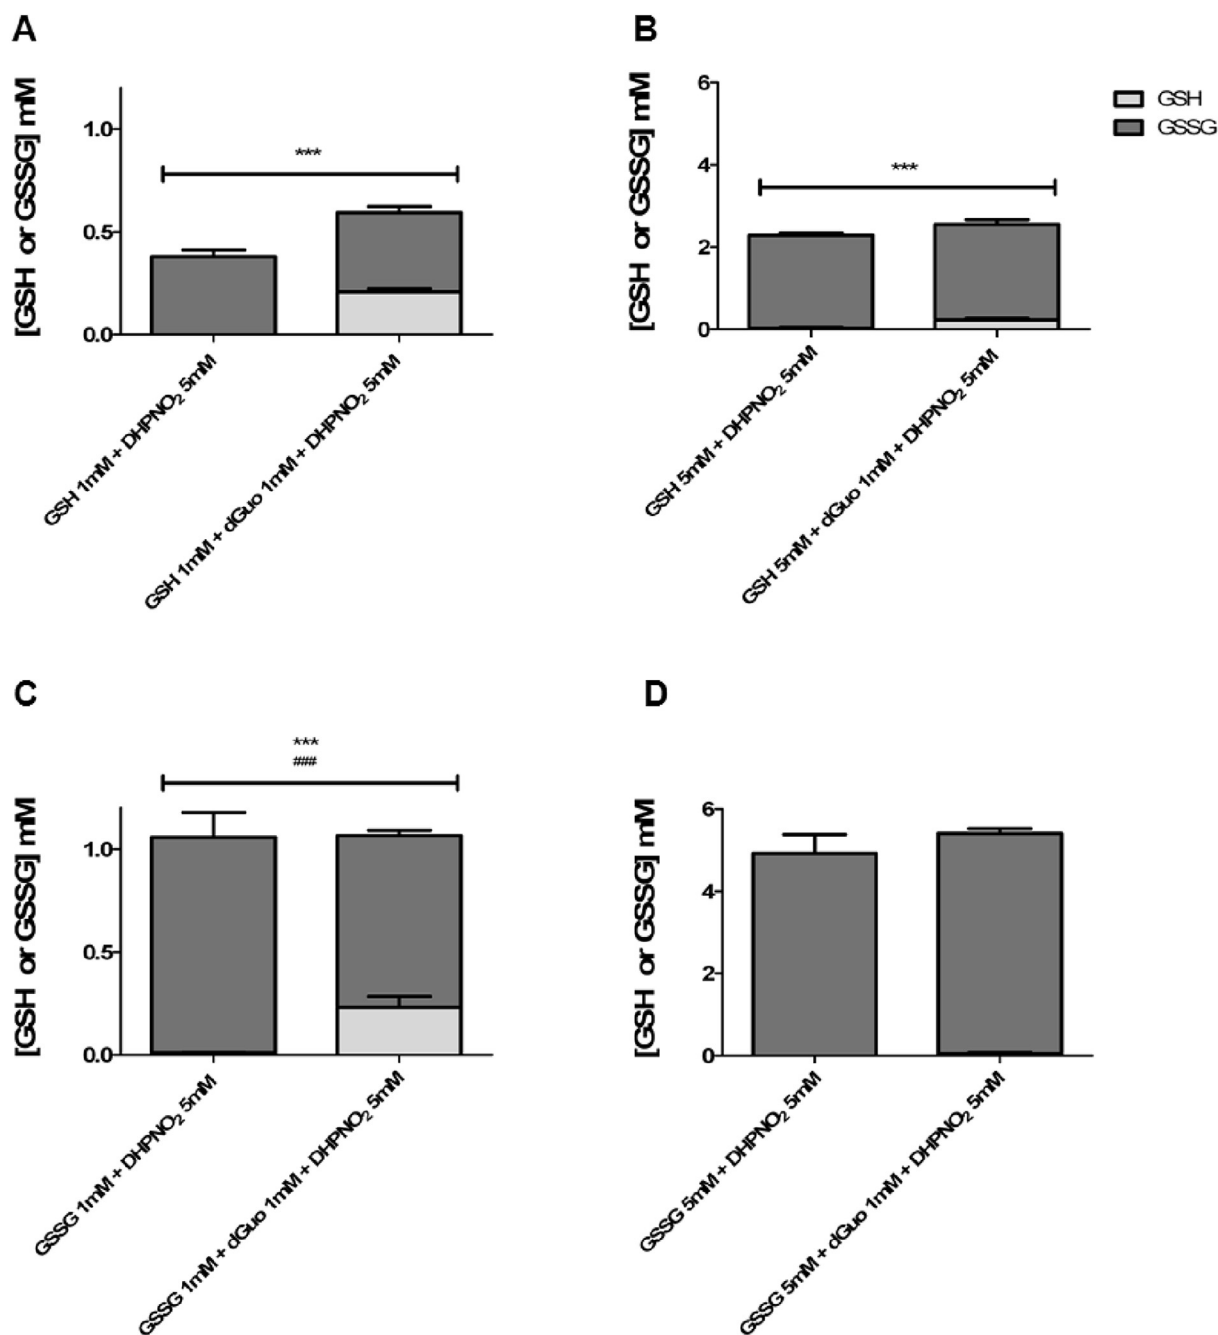 A
[GSH or GSSG] mM
1.0
0.5
0.0
***
GSH 1mM + DHPNO₂ 5mM
GSH 1mM + dGuo 1mM + DHPNO₂ 5mM
B
[GSH or GSSG] mM
6
4
2
0
***
GSH 5mM + DHPNO₂ 5mM
GSH 5mM + dGuo 1mM + DHPNO₂ 5mM
GSH
GSSG
C
[GSH or GSSG] mM
1.0
0.5
0.0
***
###
GSSG 1mM + DHPNO₂ 5mM
GSSG 1mM + dGuo 1mM + DHPNO₂ 5mM
D
[GSH or GSSG] mM
6
4
2
0
GSSG 5mM + DHPNO₂ 5mM
GSSG 5mM + dGuo 1mM + DHPNO₂ 5mM